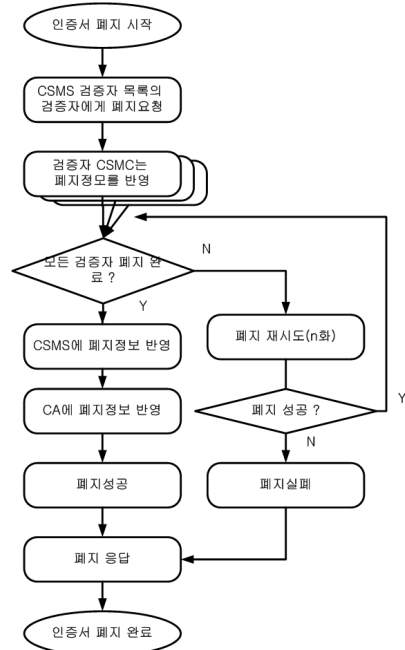 인증서 폐지 시작
CSMS 검증자 목록의
검증자에게 폐지요청
검증자 CSMC는
폐지정모를 반영
모든 검증자 폐지 완
료 ?
N
Y
CSMS에 폐지정보 반영
폐지 재시도(n화)
CA에 폐지정보 반영
폐지 성공 ?
Y
N
폐지성공
폐지실폐
폐지 응답
인증서 폐지 완료